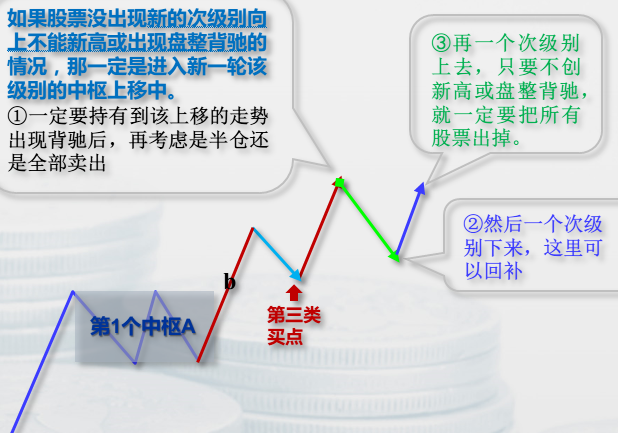 如果股票没出现新的次级别向
上不能新高或出现盘整背驰的
情况，那一定是进入新一轮该
级别的中枢上移中。
①一定要持有到该上移的走势
出现背驰后，再考虑是半仓还
是全部卖出
③再一个次级别
上去，只要不创
新高或盘整背驰，
就一定要把所有
股票出掉。
②然后一个次级
别下来，这里可
以回补
b
第三类
买点
第1个中枢A